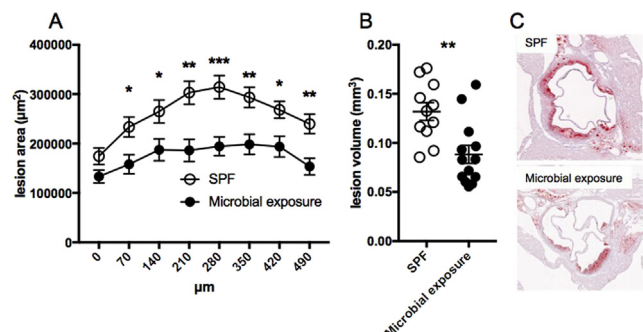 A
lesion area (µm²)
400000
300000
200000
100000
0
* * ** *** ** * **
SPF
Microbial exposure
0 70 140 210 280 350 420 490
µm
B
lesion volume (mm³)
0.20
0.15
0.10
0.05
0.00
**
SPF
Microbial exposure
C
SPF
Microbial exposure